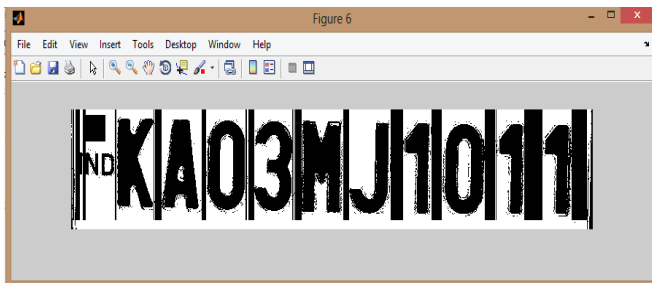 Figure 6
File Edit View Insert Tools Desktop Window Help
IND KA03MJ1011